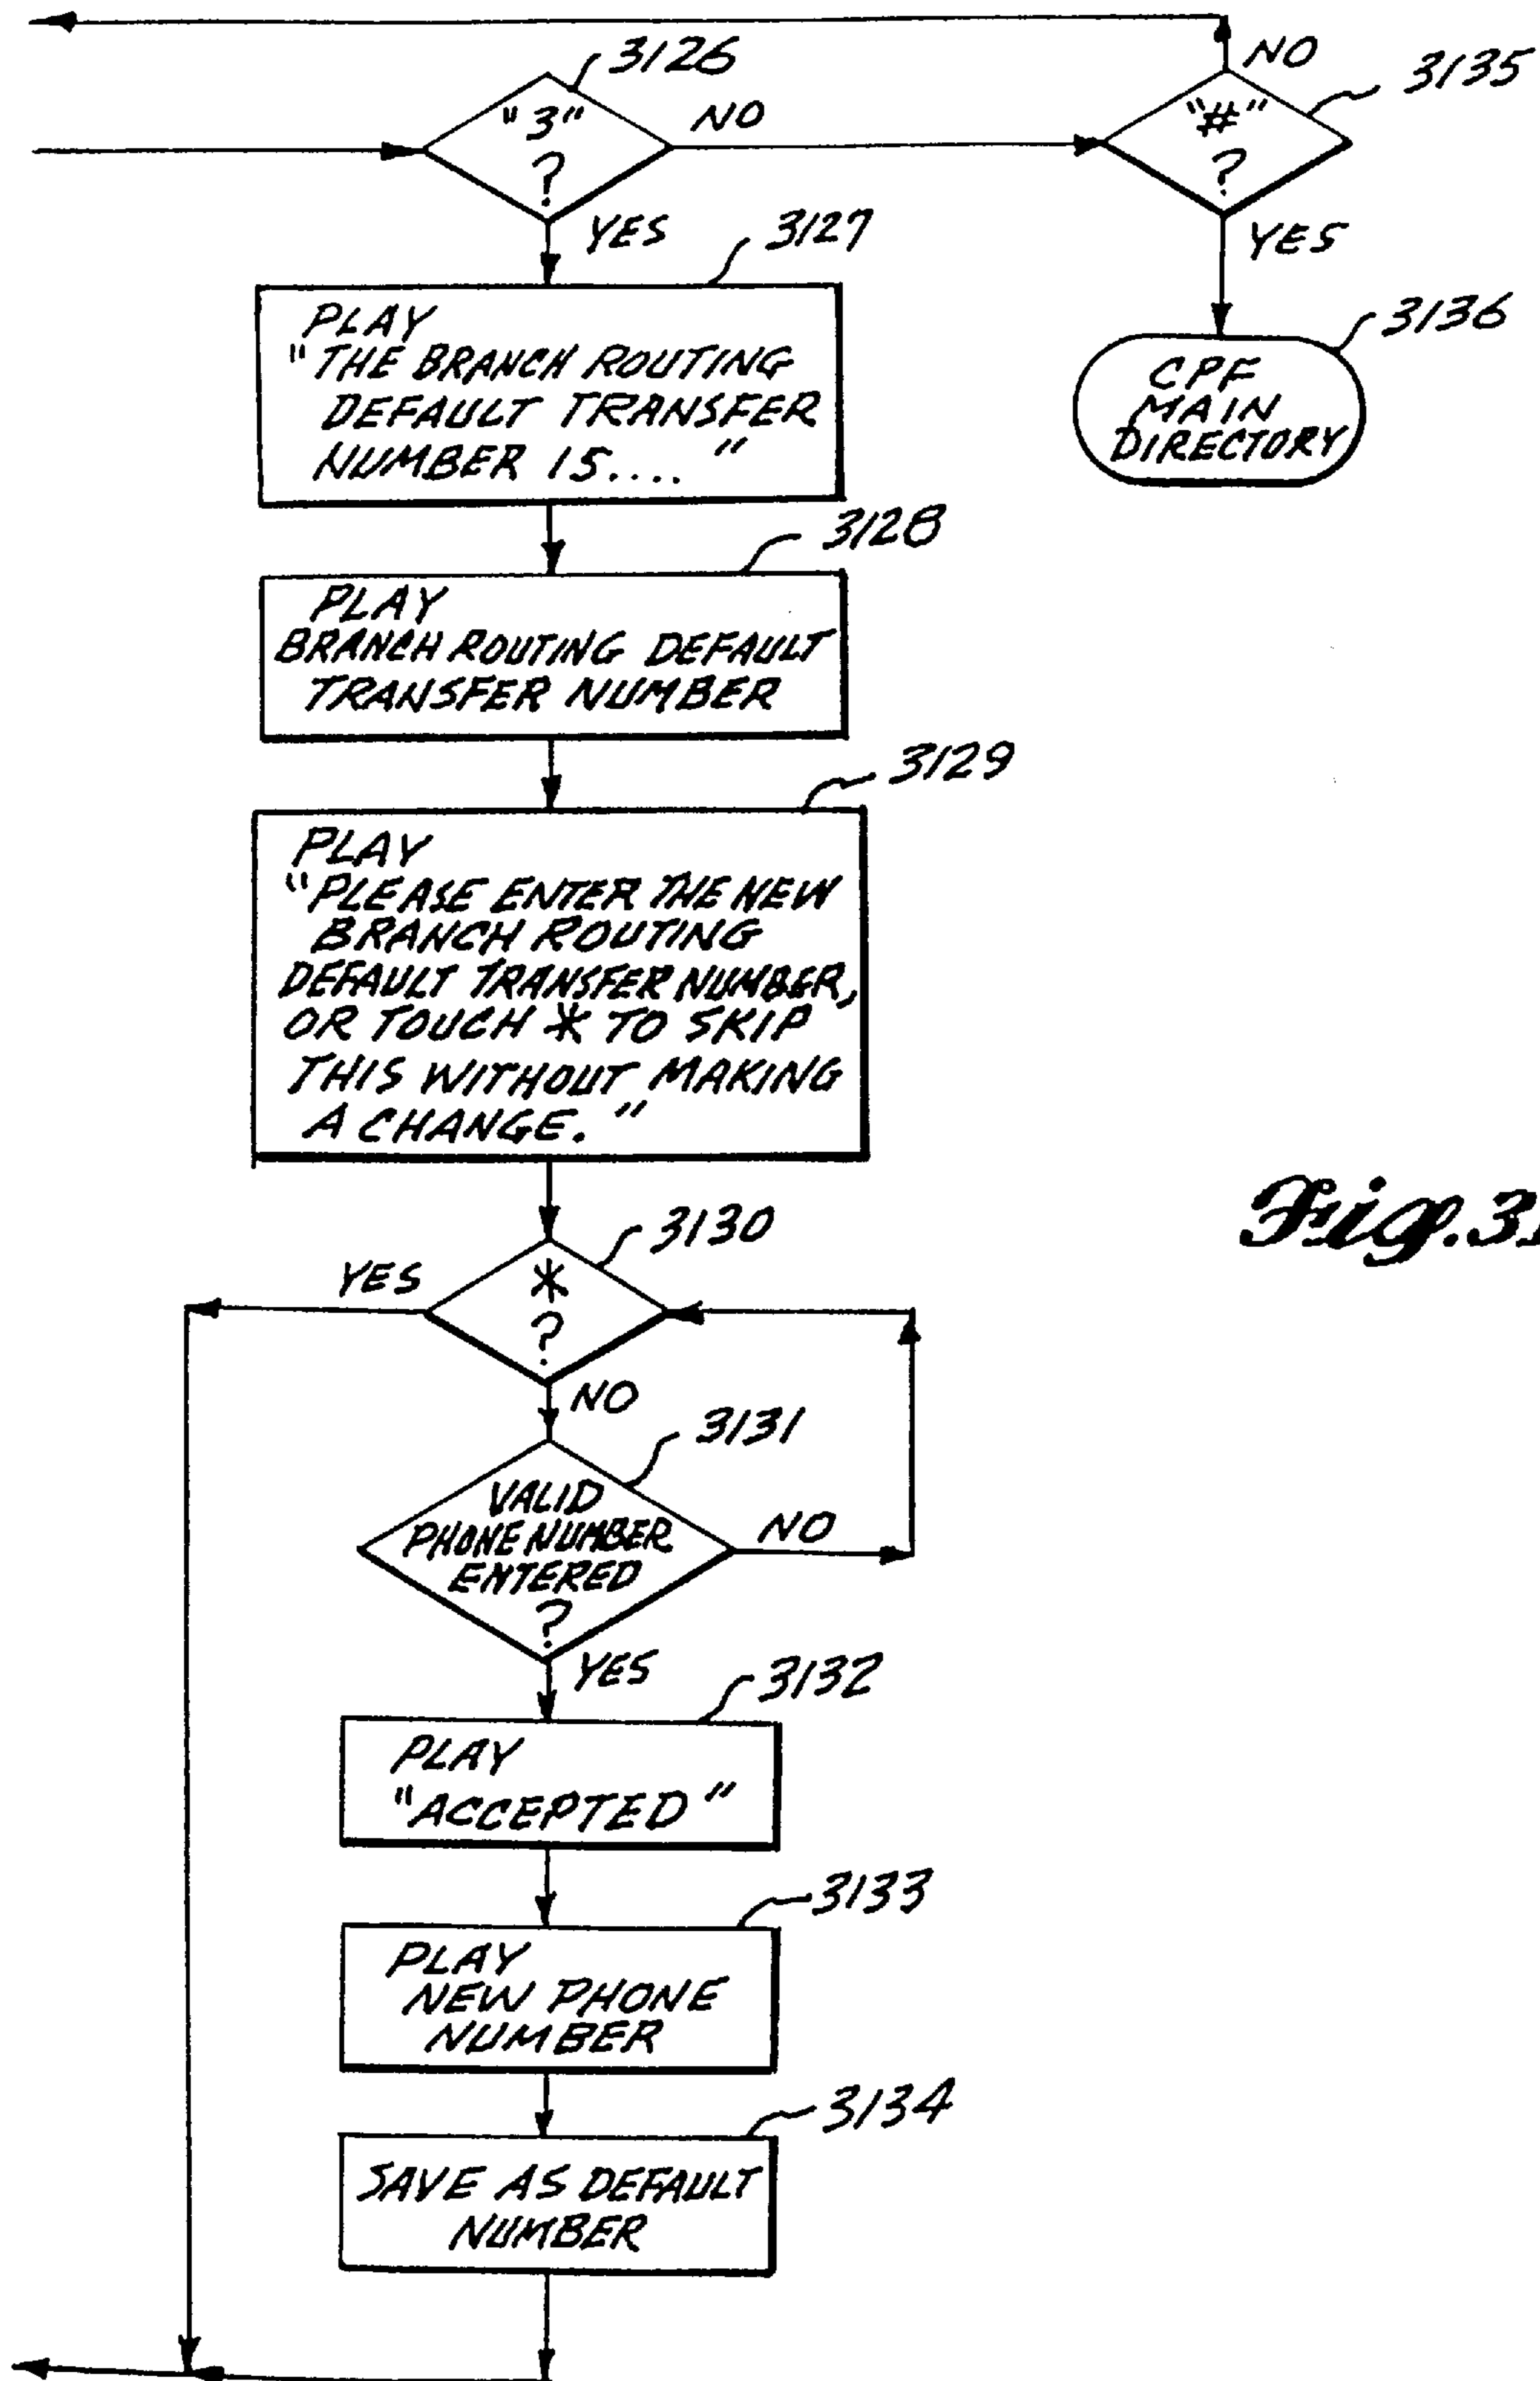 3126
"3"
?
NO
YES
"#"
?
NO
3135
YES
3136
CPF
MAIN
DIRECTORY
3127
PLAY
"THE BRANCH ROUTING
DEFAULT TRANSFER
NUMBER IS...."
3128
PLAY
BRANCH ROUTING DEFAULT
TRANSFER NUMBER
3129
PLAY
"PLEASE ENTER THE NEW
BRANCH ROUTING
DEFAULT TRANSFER NUMBER,
OR TOUCH * TO SKIP
THIS WITHOUT MAKING
A CHANGE."
3130
YES
*
?
NO
3131
VALID
PHONE NUMBER
ENTERED
?
NO
YES
3132
PLAY
"ACCEPTED"
3133
PLAY
NEW PHONE
NUMBER
3134
SAVE AS DEFAULT
NUMBER